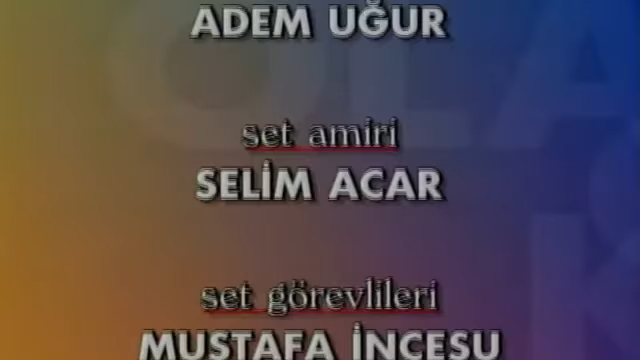 ADEM UĞUR
set amiri
SELİM ACAR
set görevlileri
MUSTAFA İNCESU